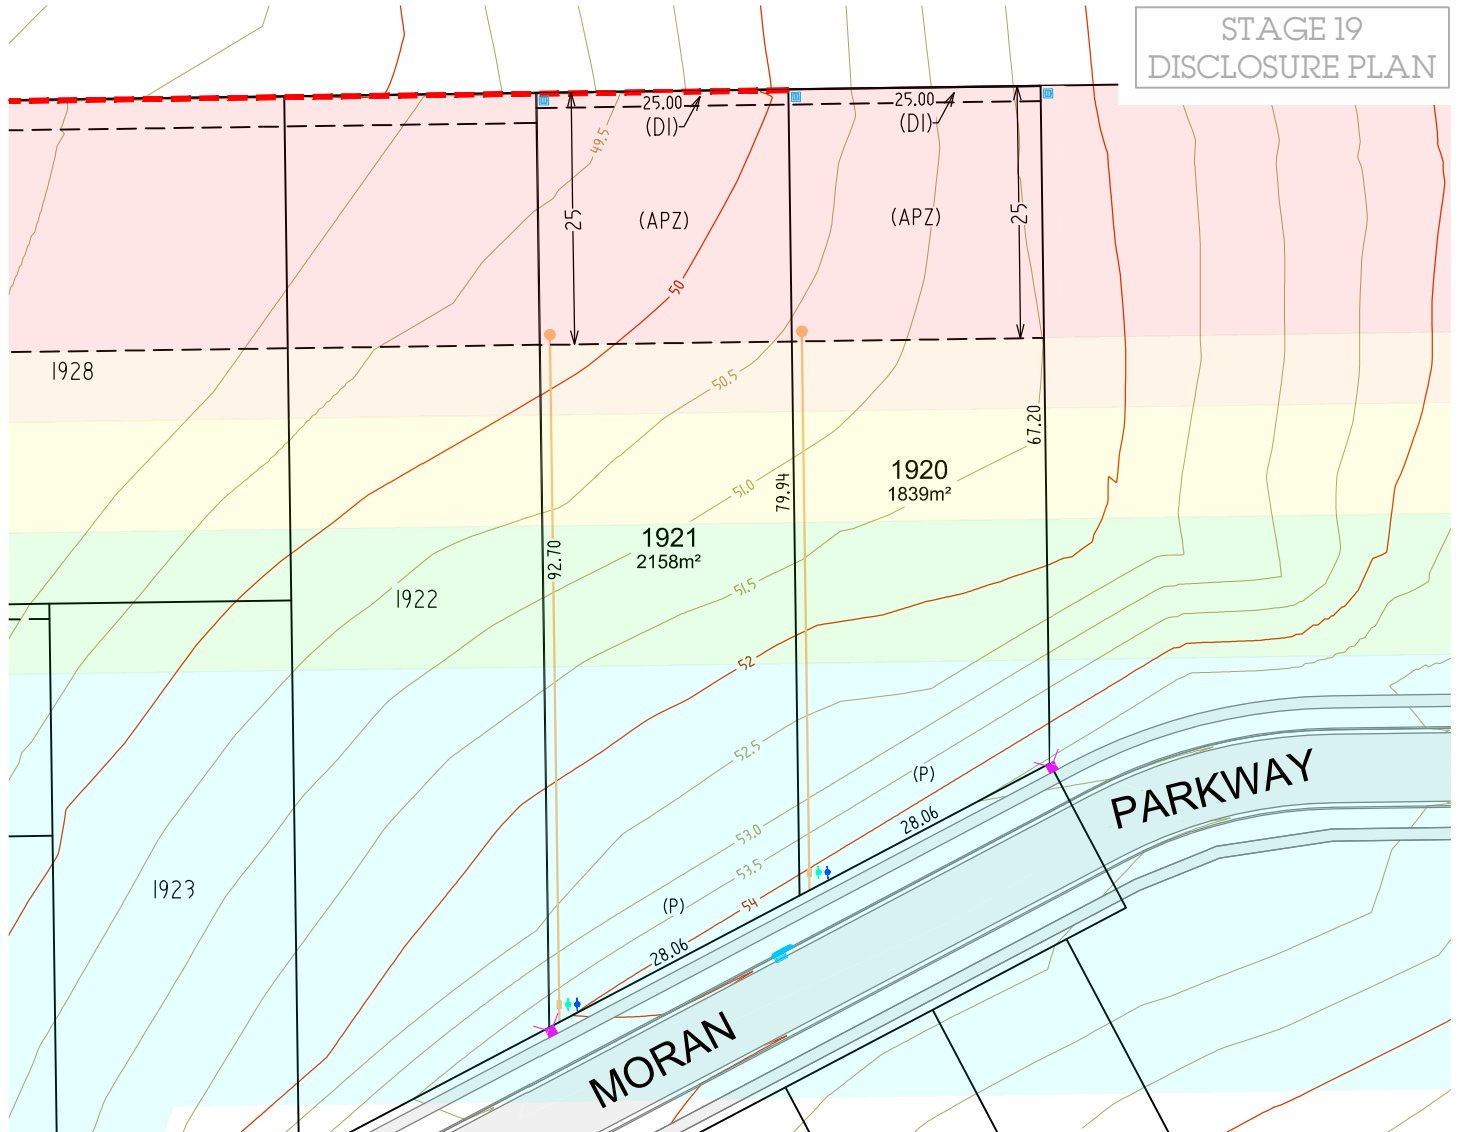 STAGE 19
DISCLOSURE PLAN
25.00
(DI)
25.00
(DI)
49.5
25
(APZ)
(APZ)
25
50
1928
50.5
67.20
1920
1839m²
79.94
51.0
1921
2158m²
92.70
51.5
1922
52
52.5
(P)
PARKWAY
28.06
53.0
53.5
1923
54
(P)
28.06
MORAN